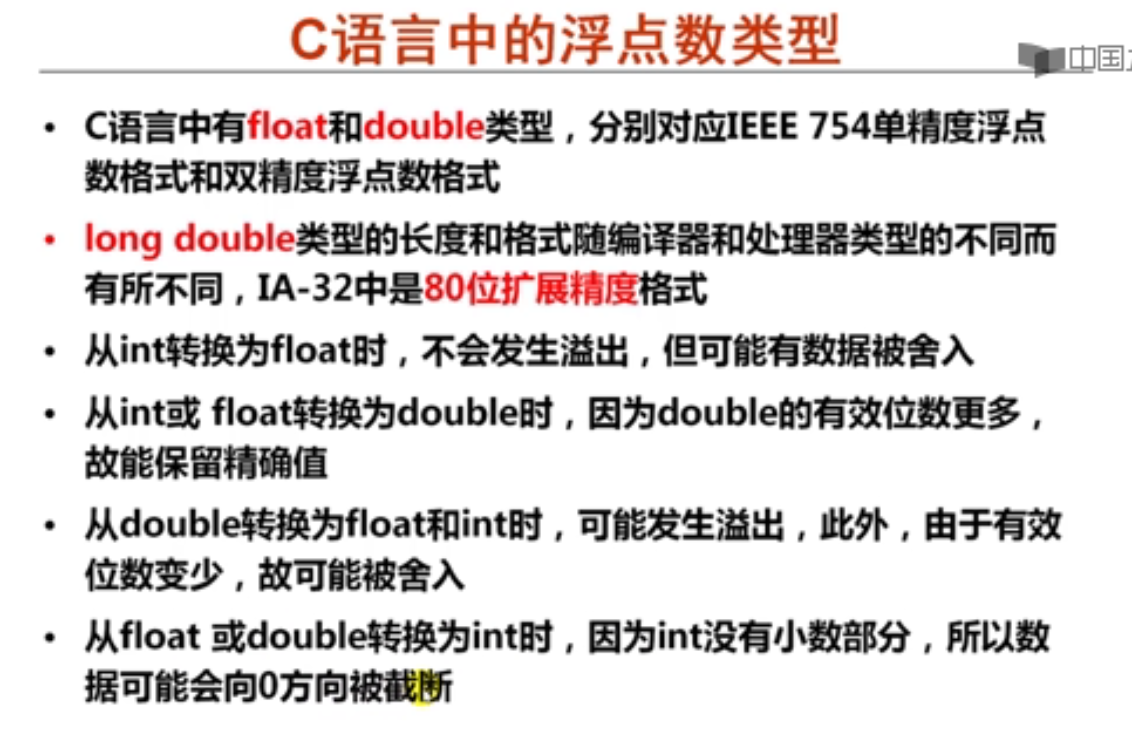 C语言中的浮点数类型
中国
• C语言中有float和double类型，分别对应IEEE 754单精度浮点
数格式和双精度浮点数格式
• long double类型的长度和格式随编译器和处理器类型的不同而
有所不同，IA-32中是80位扩展精度格式
• 从int转换为float时，不会发生溢出，但可能有数据被舍入
• 从int或 float转换为double时，因为double的有效位数更多，
故能保留精确值
• 从double转换为float和int时，可能发生溢出，此外，由于有效
位数变少，故可能被舍入
• 从float 或double转换为int时，因为int没有小数部分，所以数
据可能会向0方向被截断